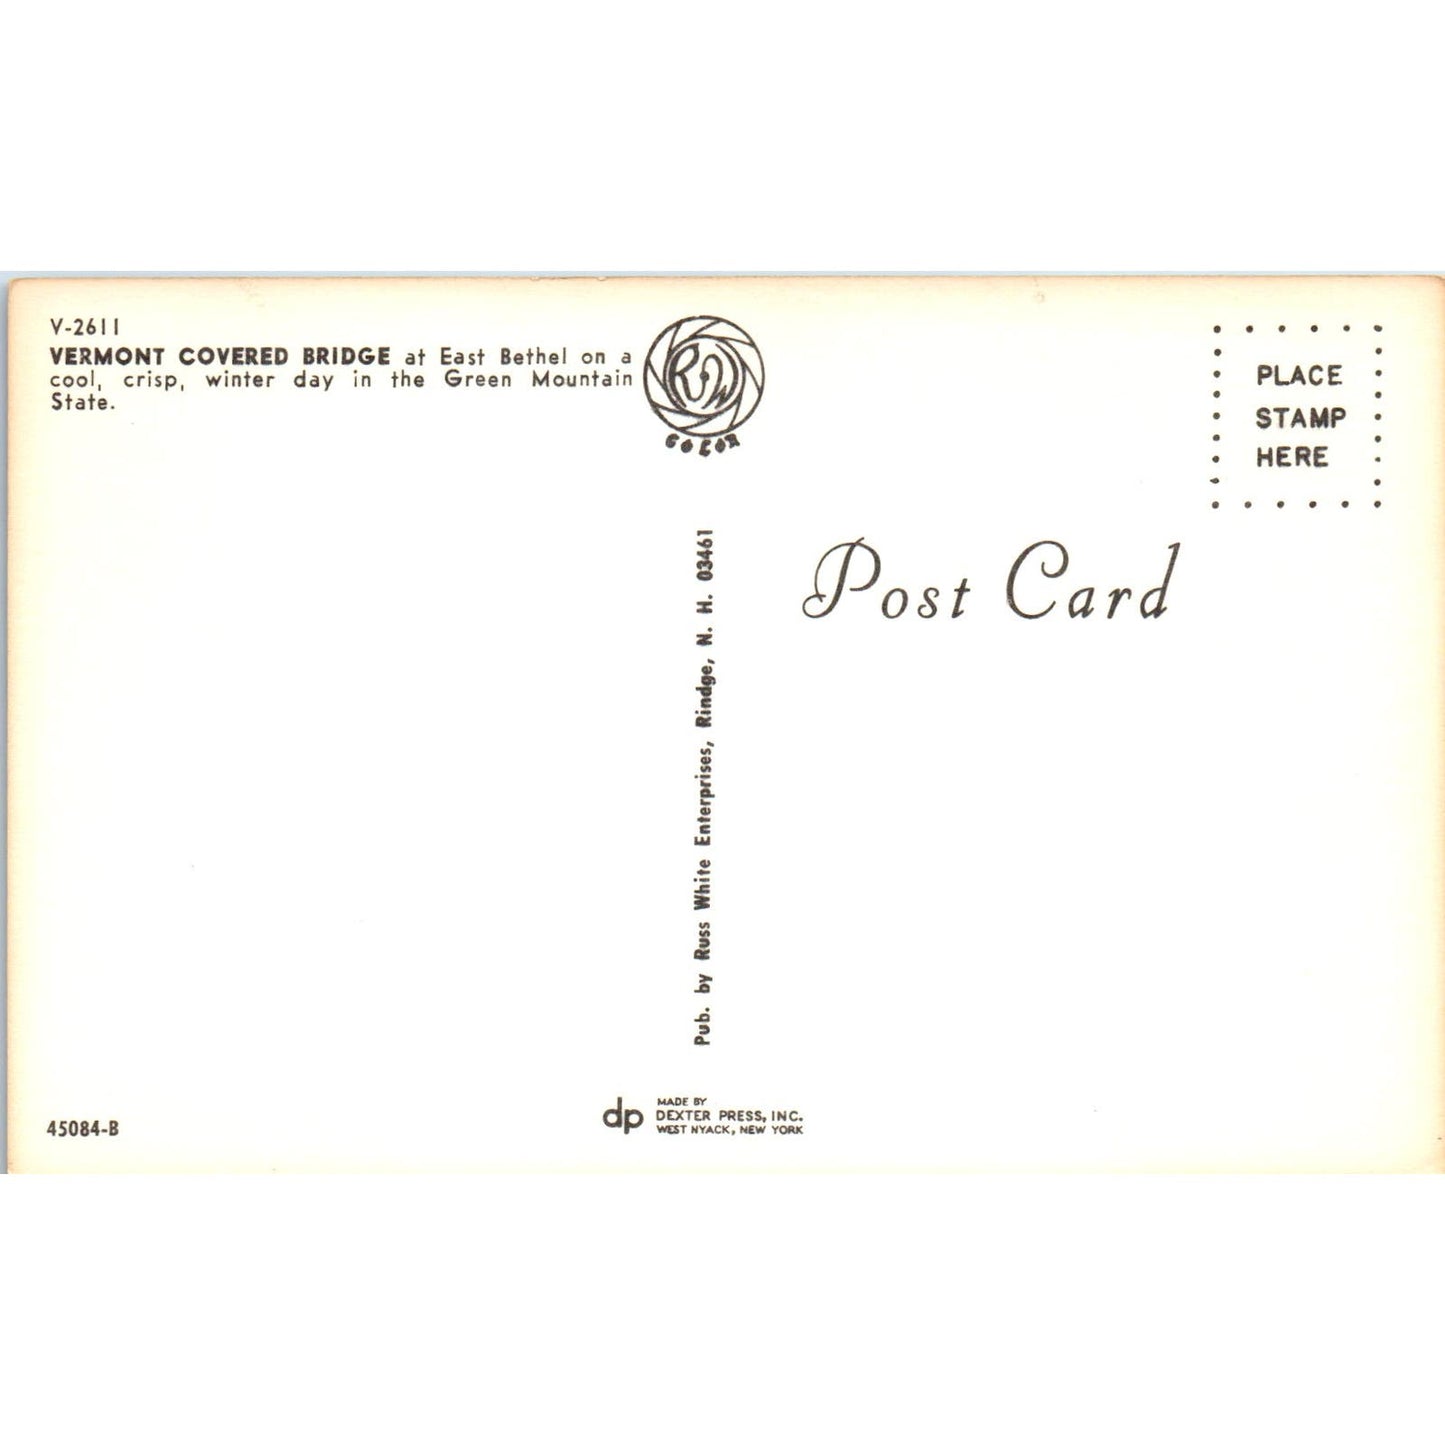 V-2611
VERMONT COVERED BRIDGE at East Bethel on a
cool, crisp, winter day in the Green Mountain
State.
RW
COLOR
PLACE
STAMP
HERE
Post Card
Pub. by Russ White Enterprises, Rindge, N. H. 03461
45084-B
dp
MADE BY
DEXTER PRESS, INC.
WEST NYACK, NEW YORK